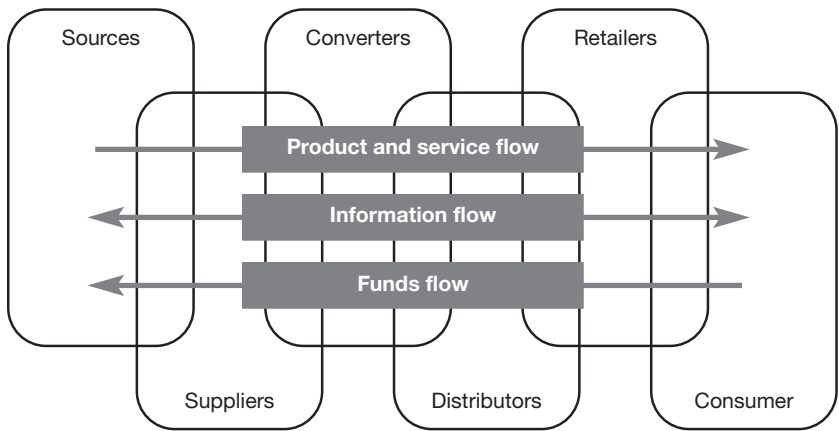 Sources
Converters
Retailers
Product and service flow
Information flow
Funds flow
Suppliers
Distributors
Consumer